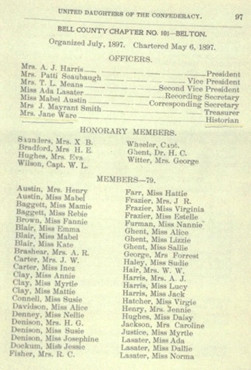 UNITED DAUGHTERS OF THE CONFEDERACY. 97
BELL COUNTY CHAPTER NO. 101—BELTON.
Organized July, 1897. Chartered May 6, 1897.
OFFICERS.
Mrs. A. J. Harris President
Mrs. Patti Scaubaugh Vice President
Mrs. T. L. Means Second Vice President
Miss Ada Lasater Recording Secretary
Miss Mabel Austin Corresponding Secretary
Mrs. J Mayrant Smith Treasurer
Mrs. Jane Ware Historian
HONORARY MEMBERS.
Saunders, Mrs. X B.
Bradford, Mrs H. E.
Hughes, Mrs. Eva
Wilson, Capt. W. L.
Wheeler, Capt.
Ghent, Dr. H. C.
Witter, Mrs. George
MEMBERS—79.
Austin, Mrs. Henry
Austin, Miss Mabel
Baggett, Miss Mamie
Baggett, Miss Rebie
Brown, Miss Fannie
Blair, Miss Emma
Blair, Miss Mabel
Blair, Miss Kate
Brashear, Mrs. A. R.
Carter, Mrs. J. W.
Carter, Miss Inez
Clay, Miss Annie
Clay, Miss Myrtle
Clay, Miss Mattie
Connell, Miss Susie
Davidson, Miss Alice
Denney, Miss Nellie
Denison, Mrs. H. G.
Denison, Miss Susie
Denison, Miss Josephine
Dockum, Miss Jessie
Fisher, Mrs. R. C.
Farr, Miss Hattie
Frazier, Mrs. J R.
Frazier, Miss Virginia
Frazier, Miss Estelle
Furman, Miss Nannie
Ghent, Miss Alice
Ghent, Miss Lizzie
Ghent, Miss Sallie
George, Mrs Forrest
Haley, Miss Sudie
Hair, Mrs. W. W.
Harris, Mrs. A. J.
Harris, Miss Lucy
Harris, Miss Jack
Hatcher, Miss Virgie
Henry, Mrs. Jennie
Hughes, Miss Daisy
Jackson, Mrs Caroline
Justice, Miss Myrtle
Lasater, Miss Ada
Lasater, Miss Dallie
Lasater, Miss Norma